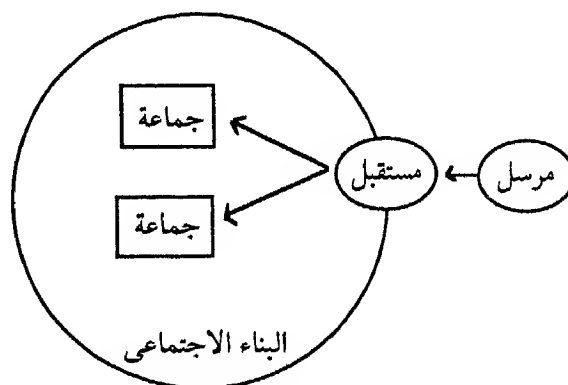 جماعة
مرسل
مستقبل
جماعة
البناء الاجتماعى